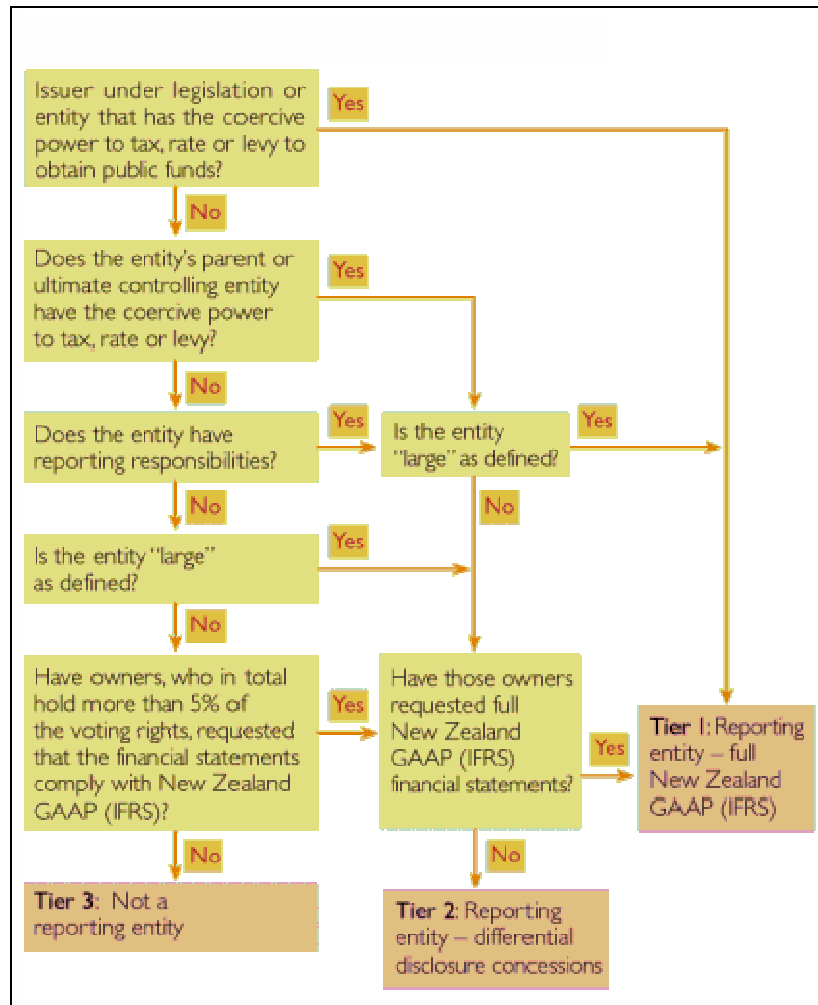 Issuer under legislation or
entity that has the coercive
power to tax, rate or levy to
obtain public funds?
Yes
No
Does the entity's parent or
ultimate controlling entity
have the coercive power
to tax, rate or levy?
Yes
No
Does the entity have
reporting responsibilities?
Yes
Is the entity
"large" as defined?
Yes
No
No
Is the entity "large"
as defined?
Yes
No
Have owners, who in total
hold more than 5% of
the voting rights, requested
that the financial statements
comply with New Zealand
GAAP (IFRS)?
Yes
Have those owners
requested full
New Zealand
GAAP (IFRS)
financial statements?
Yes
Tier 1: Reporting
entity – full
New Zealand
GAAP (IFRS)
No
No
Tier 3: Not a
reporting entity
Tier 2: Reporting
entity – differential
disclosure concessions